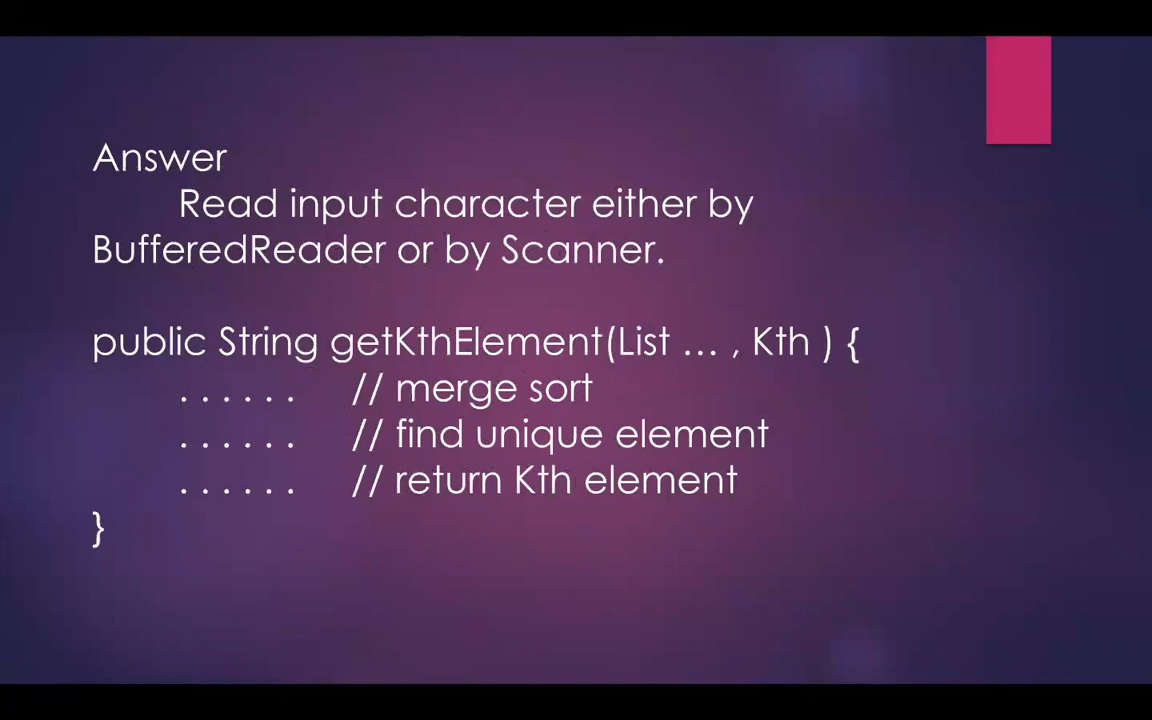 Answer
Read input character either by
BufferedReader or by Scanner.
public String getKthElement(List ... , Kth ) {
. . . . . . // merge sort
. . . . . . // find unique element
. . . . . . // return Kth element
}